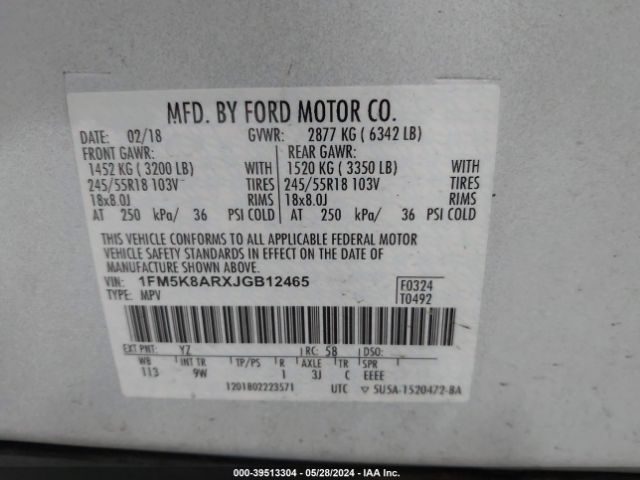 MFD. BY FORD MOTOR CO.
DATE: 02/18 GVWR: 2877 KG ( 6342 LB)
FRONT GAWR: REAR GAWR:
1452 KG ( 3200 LB) WITH 1520 KG ( 3350 LB) WITH
245/55R18 103V TIRES 245/55R18 103V TIRES
18x8.0J RIMS 18x8.0J RIMS
AT 250 kPa/ 36 PSI COLD AT 250 kPa/ 36 PSI COLD
THIS VEHICLE CONFORMS TO ALL APPLICABLE FEDERAL MOTOR
VEHICLE SAFETY STANDARDS IN EFFECT ON THE DATE OF
MANUFACTURE SHOWN ABOVE.
VIN: 1FM5K8ARXJGB12465 F0324
TYPE: MPV T0492
EXT PNT: YZ RC: 58 DSO:
WB INT TR TP/PS R AXLE TR SPR
113 9W 1 3J C EEEE
1201802223571 UTC ▽ 5U5A-1520472-BA
000-39513304 - 05/28/2024 - IAA Inc.